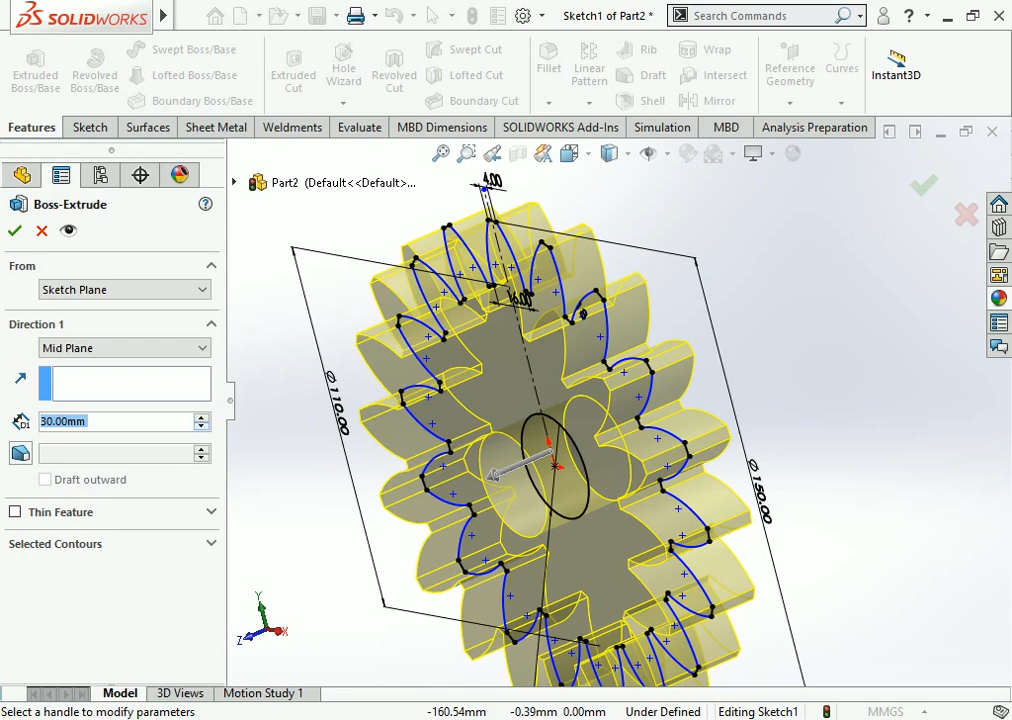 SOLIDWORKS
Sketch1 of Part2 *
Search Commands
?
Extruded Boss/Base
Revolved Boss/Base
Swept Boss/Base
Lofted Boss/Base
Boundary Boss/Base
Extruded Cut
Hole Wizard
Revolved Cut
Swept Cut
Lofted Cut
Boundary Cut
Fillet
Linear Pattern
Rib
Draft
Shell
Wrap
Intersect
Mirror
Reference Geometry
Curves
Instant3D
Features Sketch Surfaces Sheet Metal Weldments Evaluate MBD Dimensions SOLIDWORKS Add-Ins Simulation MBD Analysis Preparation
Part2 (Default<<Default>...
Boss-Extrude
From
Sketch Plane
Direction 1
Mid Plane
D1
30.00mm
Draft outward
Thin Feature
Selected Contours
4.00
16.00
Ø 110.00
Ø 150.00
Y
Z
X
Model 3D Views Motion Study 1
Select a handle to modify parameters
-160.54mm -0.39mm 0.00mm Under Defined Editing Sketch1 MMGS